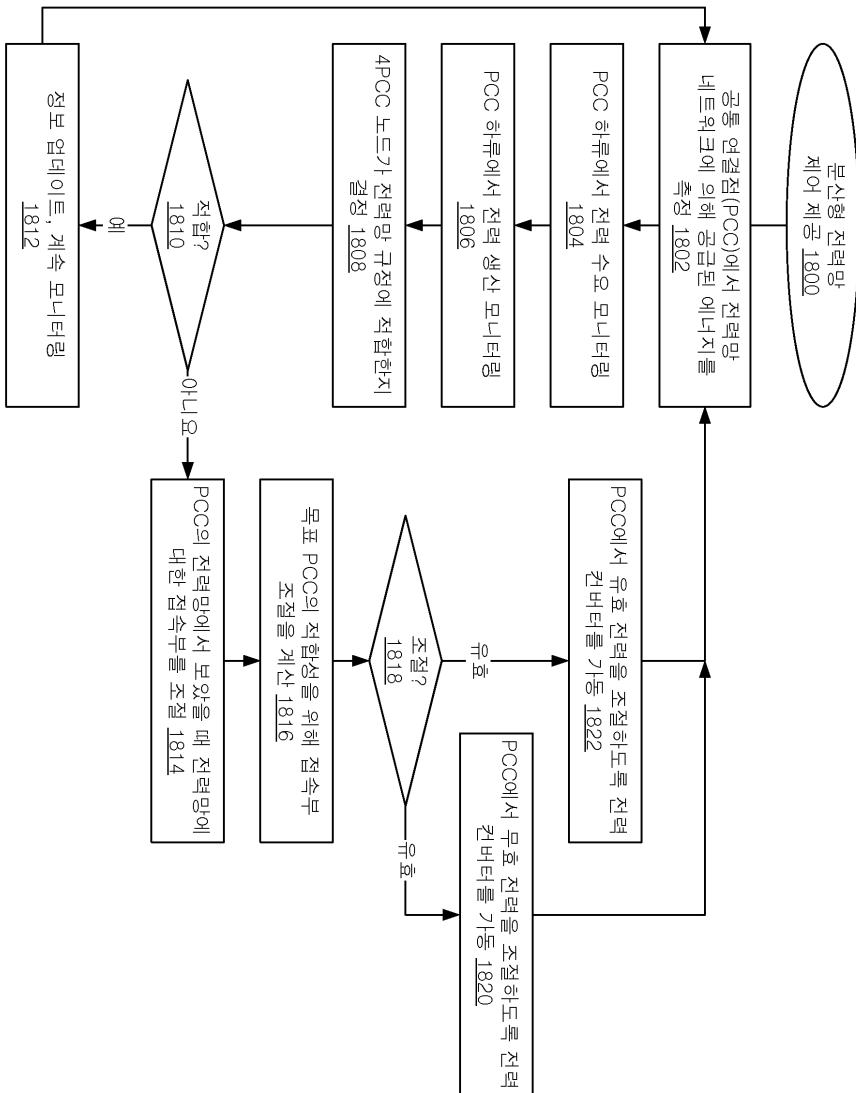 분산형 전력망
제어 제공 1800
공통 연결점(PCC)에서 전력망
네트워크에 의해 공급된 에너지를
측정 1802
PCC 하류에서 전력 수요 모니터링
1804
PCC 하류에서 전력 생산 모니터링
1806
4PCC 노드가 전력망 규정에 적합한지
결정 1808
적합?
1810
예
아니요
정보 업데이트, 계속 모니터링
1812
PCC의 전력망에서 보았을 때 전력망에
대한 접속부를 조절 1814
목표 PCC의 적합성을 위해 접속부
조절을 계산 1816
조절?
1818
유효
유효
PCC에서 유효 전력을 조절하도록 전력
컨버터를 가동 1822
PCC에서 무효 전력을 조절하도록 전력
컨버터를 가동 1820